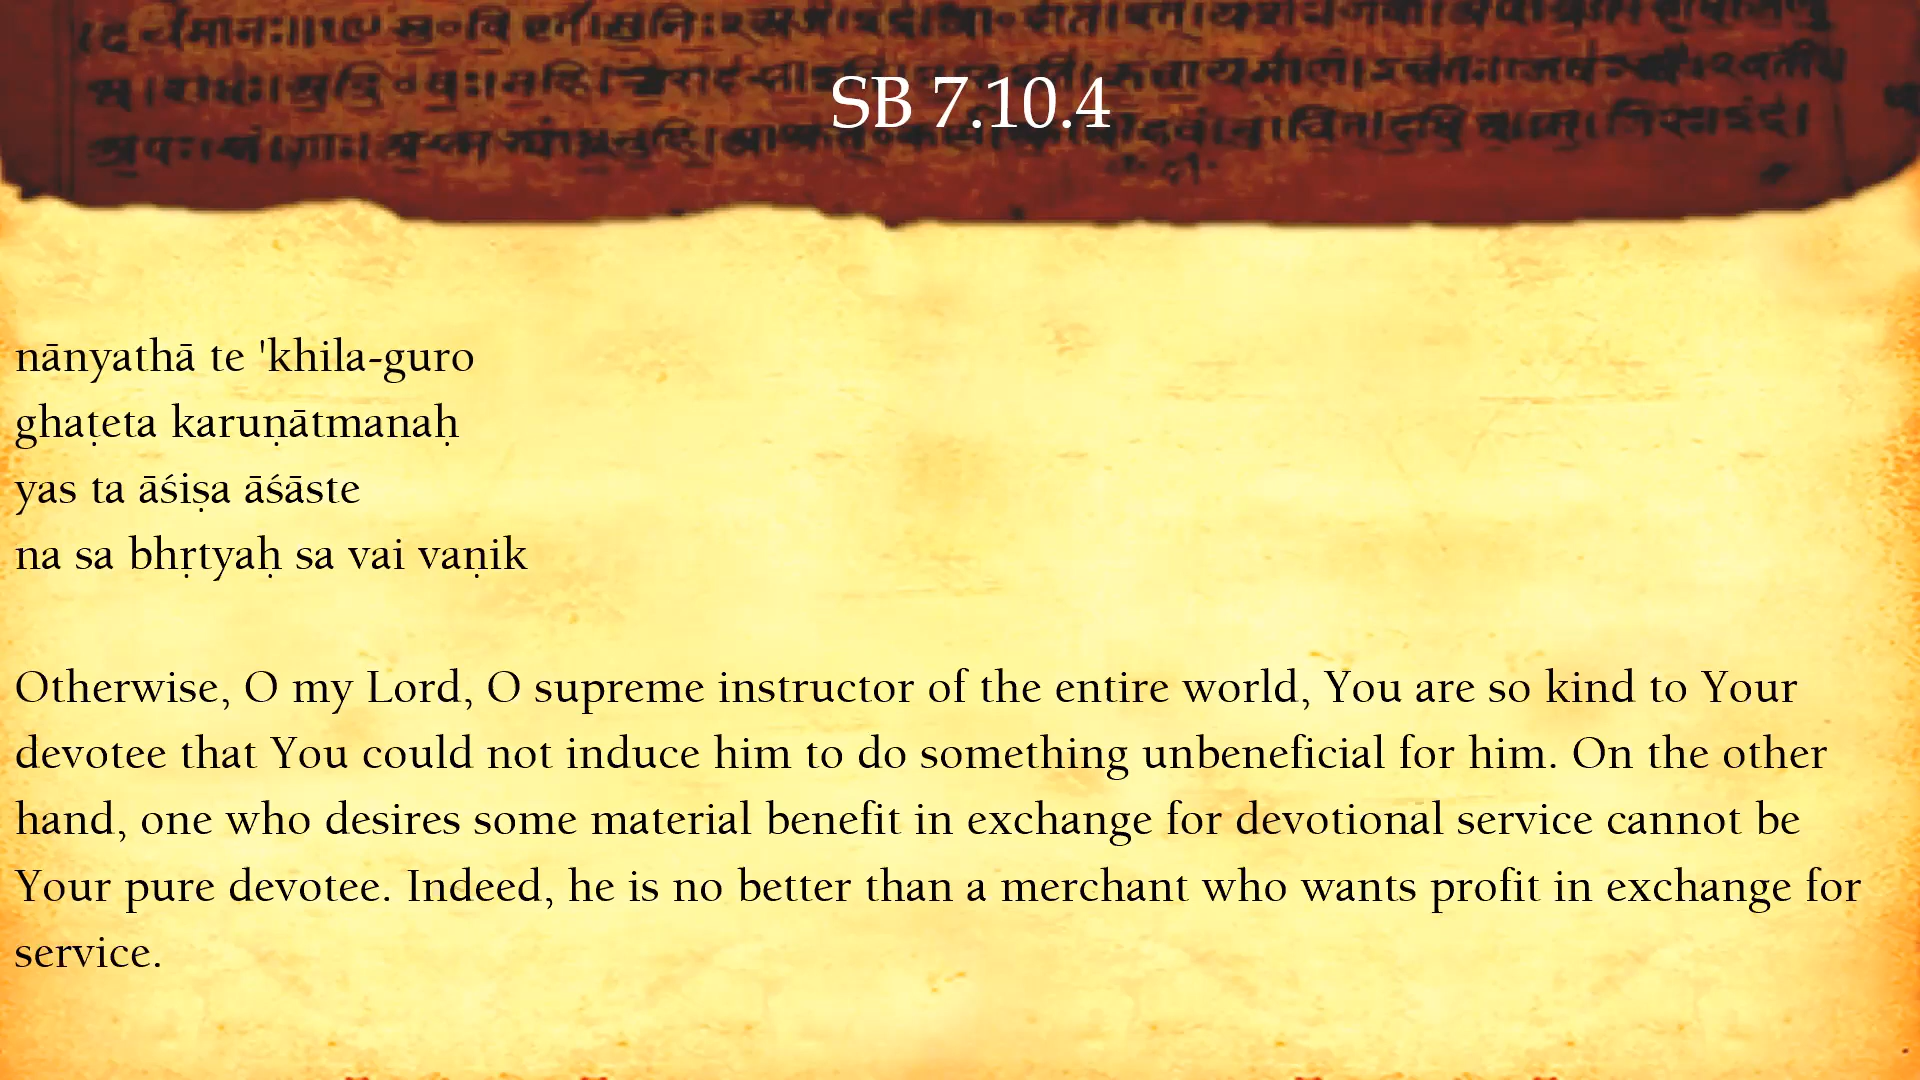 SB 7.10.4
nānyathā te 'khila-guro
ghaṭeta karuṇātmanaḥ
yas ta āśiṣa āśāste
na sa bhṛtyaḥ sa vai vaṇik
Otherwise, O my Lord, O supreme instructor of the entire world, You are so kind to Your
devotee that You could not induce him to do something unbeneficial for him. On the other
hand, one who desires some material benefit in exchange for devotional service cannot be
Your pure devotee. Indeed, he is no better than a merchant who wants profit in exchange for
service.